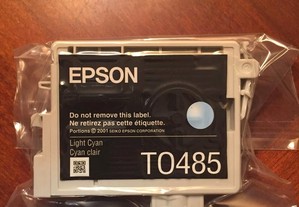 EPSON
Do not remove this label.
Ne retirez pas cette étiquette.
Portions © 2001 SEIKO EPSON CORPORATION
Light Cyan
Cyan clair
TO485